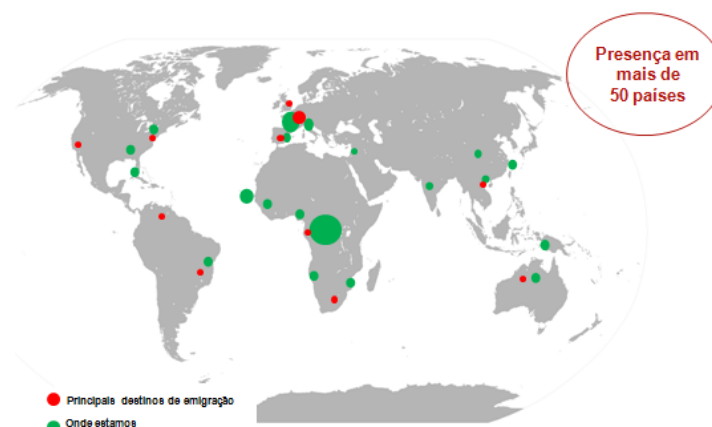 Presença em
mais de
50 países
Principais destinos de emigração
Onde estamos